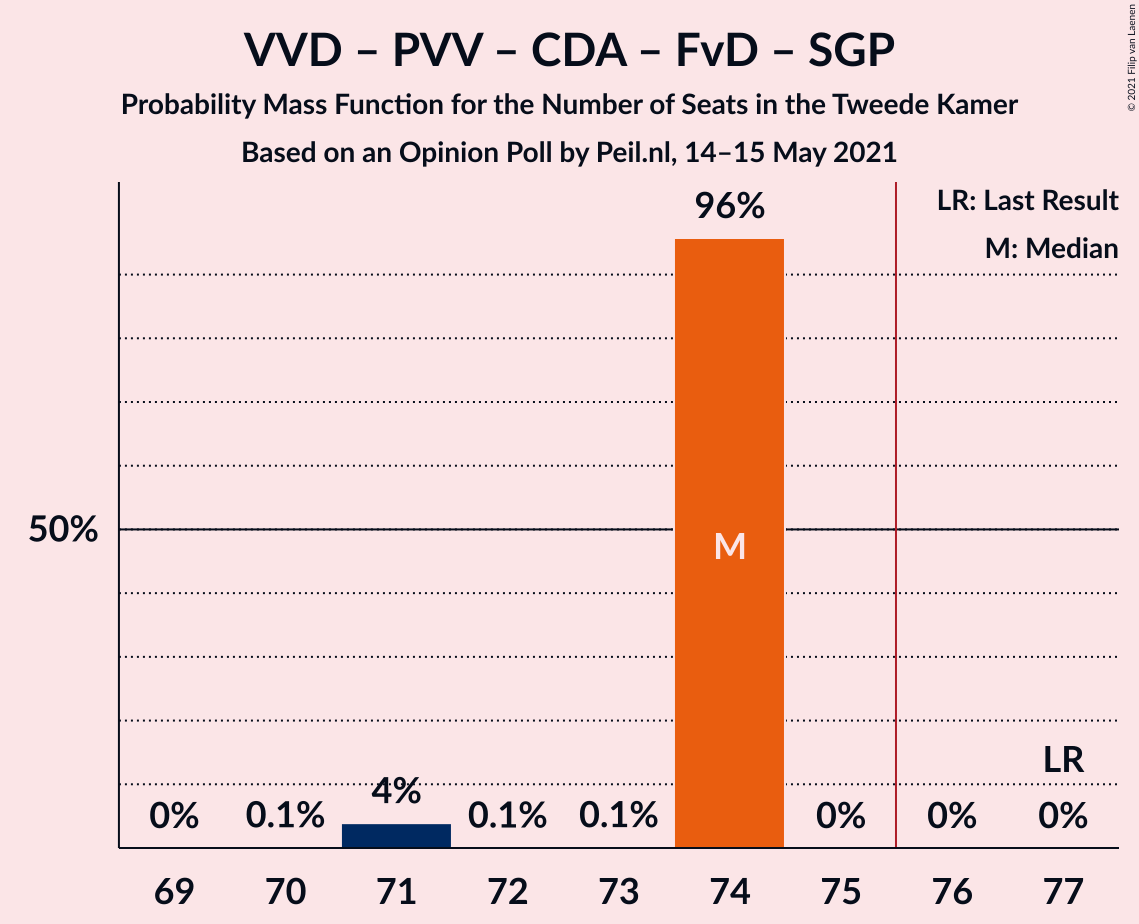 VVD – PVV – CDA – FvD – SGP
Probability Mass Function for the Number of Seats in the Tweede Kamer
Based on an Opinion Poll by Peil.nl, 14–15 May 2021
© 2021 Filip van Laenen
LR: Last Result
M: Median
96%
50%
M
LR
0% 0.1% 4% 0.1% 0.1% 0% 0% 0%
69 70 71 72 73 74 75 76 77